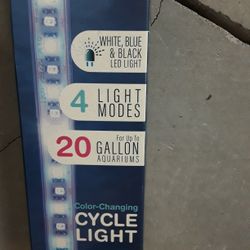 WHITE, BLUE
& BLACK
LED LIGHT
4 LIGHT
MODES
For Up To
20 GALLON
AQUARIUMS
Color-Changing
CYCLE
LIGHT